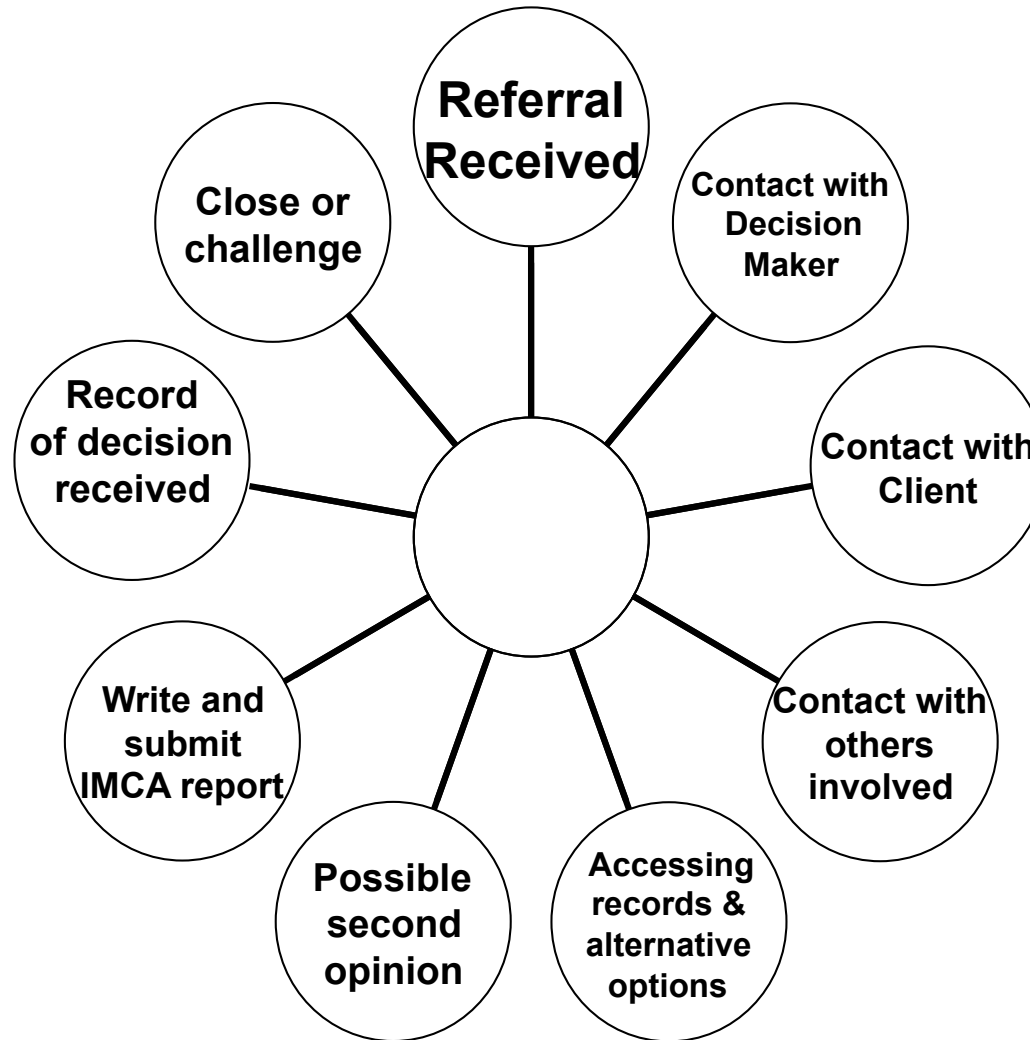 Referral
Received
Contact with
Decision
Maker
Contact with
Client
Contact with
others
involved
Accessing
records &
alternative
options
Possible
second
opinion
Write and
submit
IMCA report
Record
of decision
received
Close or
challenge